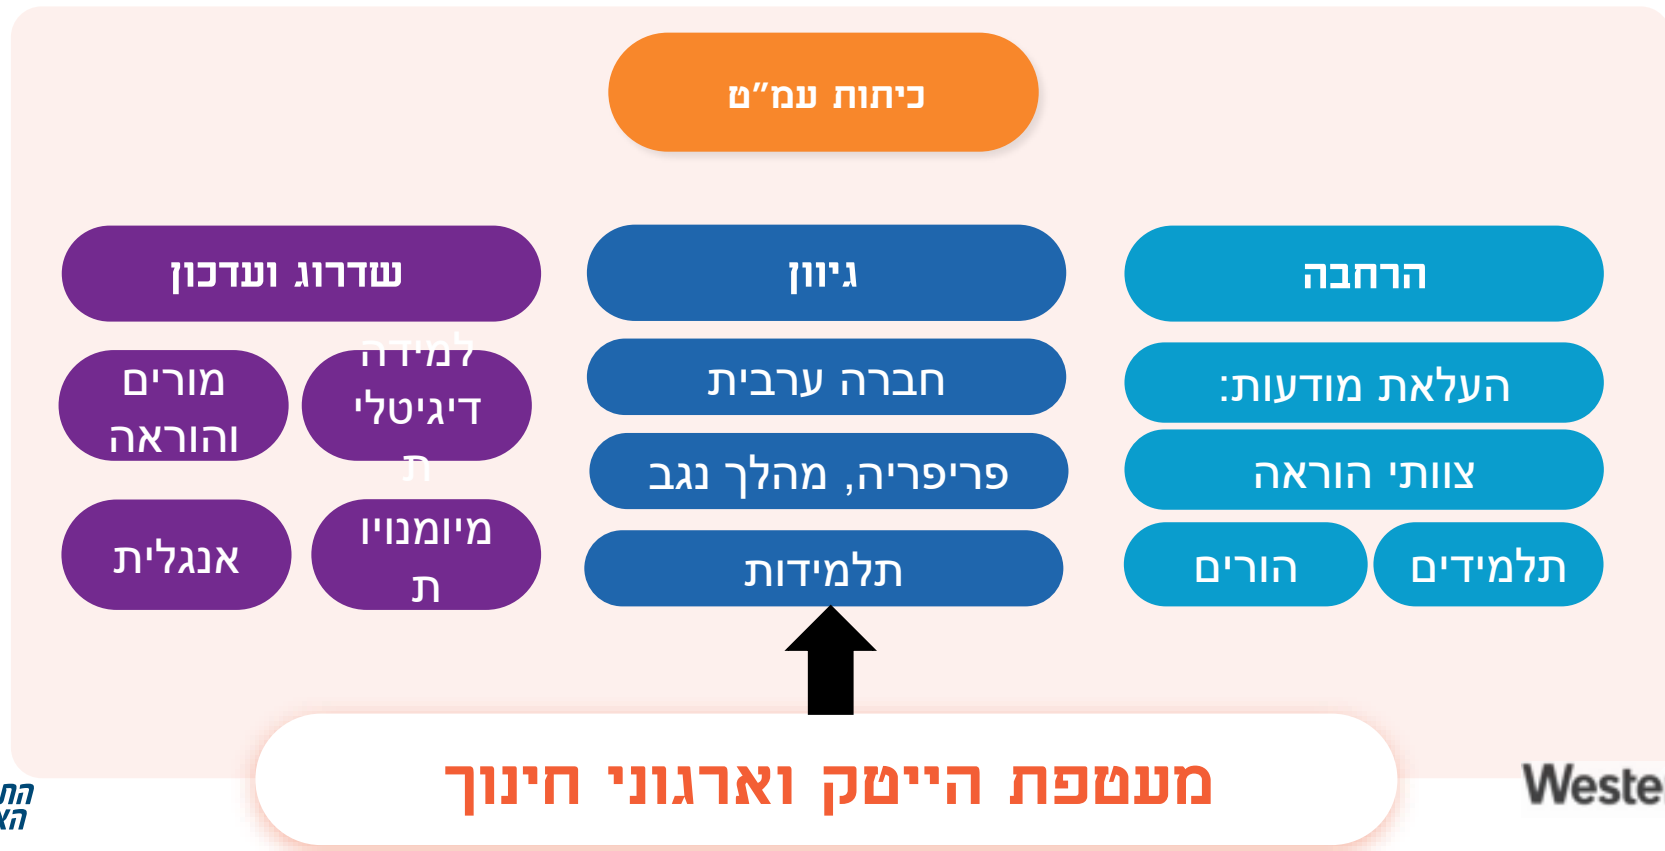 כיתות עמ"ט
הרחבה
העלאת מודעות:
צוותי הוראה
תלמידים
הורים
גיוון
חברה ערבית
פריפריה, מהלך נגב
תלמידות
שדרוג ועדכון
למידה
דיגיטלי
ת
מורים
והוראה
מיומנויו
ת
אנגלית
מעטפת הייטק וארגוני חינוך